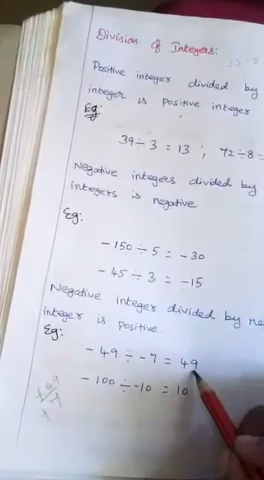 Division of Integers:
Positive integer divided by
integer is positive integer
Eg:
39 ÷ 3 = 13 ; 72 ÷ 8 =
Negative integers divided by
Integers is negative
Eg:
-150 ÷ 5 = -30
-45 ÷ 3 = -15
Negative integer divided by ne
integer is positive.
Eg:
-49 ÷ -7 = 49
-100 ÷ -10 = 10